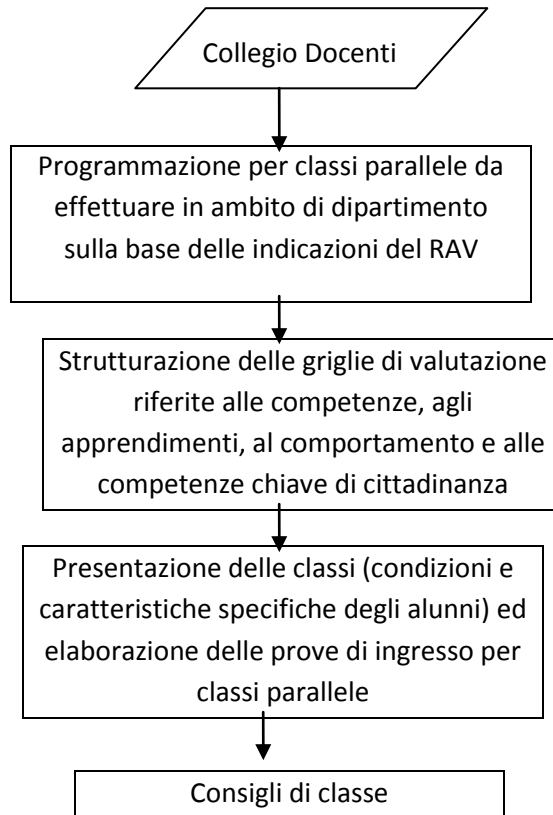 Collegio Docenti
Programmazione per classi parallele da
effettuare in ambito di dipartimento
sulla base delle indicazioni del RAV
Strutturazione delle griglie di valutazione
riferite alle competenze, agli
apprendimenti, al comportamento e alle
competenze chiave di cittadinanza
Presentazione delle classi (condizioni e
caratteristiche specifiche degli alunni) ed
elaborazione delle prove di ingresso per
classi parallele
Consigli di classe